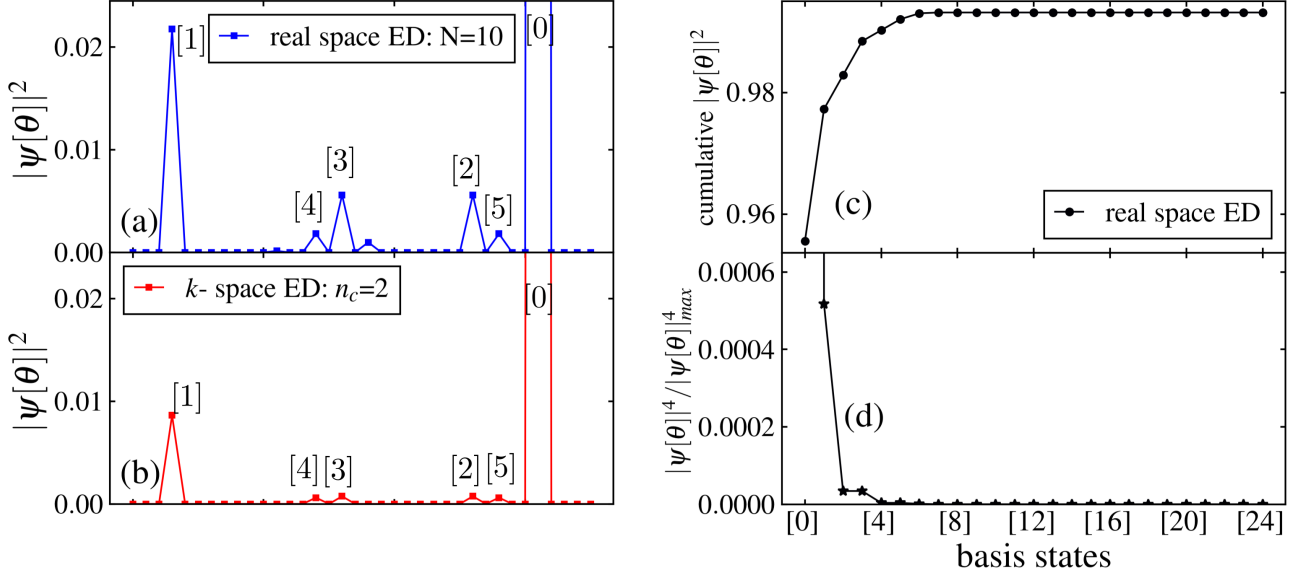 |ψ[θ]|²
0.02
0.01
0.00
[1]
real space ED: N=10
[0]
[3]
[4]
[2]
[5]
(a)
|ψ[θ]|²
0.02
0.01
0.00
k- space ED: n_c=2
[0]
[1]
[4] [3]
[2] [5]
(b)
cumulative |ψ[θ]|²
0.98
0.96
(c)
real space ED
|ψ[θ]|⁴/|ψ[θ]|⁴_max
0.0006
0.0004
0.0002
0.0000
(d)
[0] [4] [8] [12] [16] [20] [24]
basis states